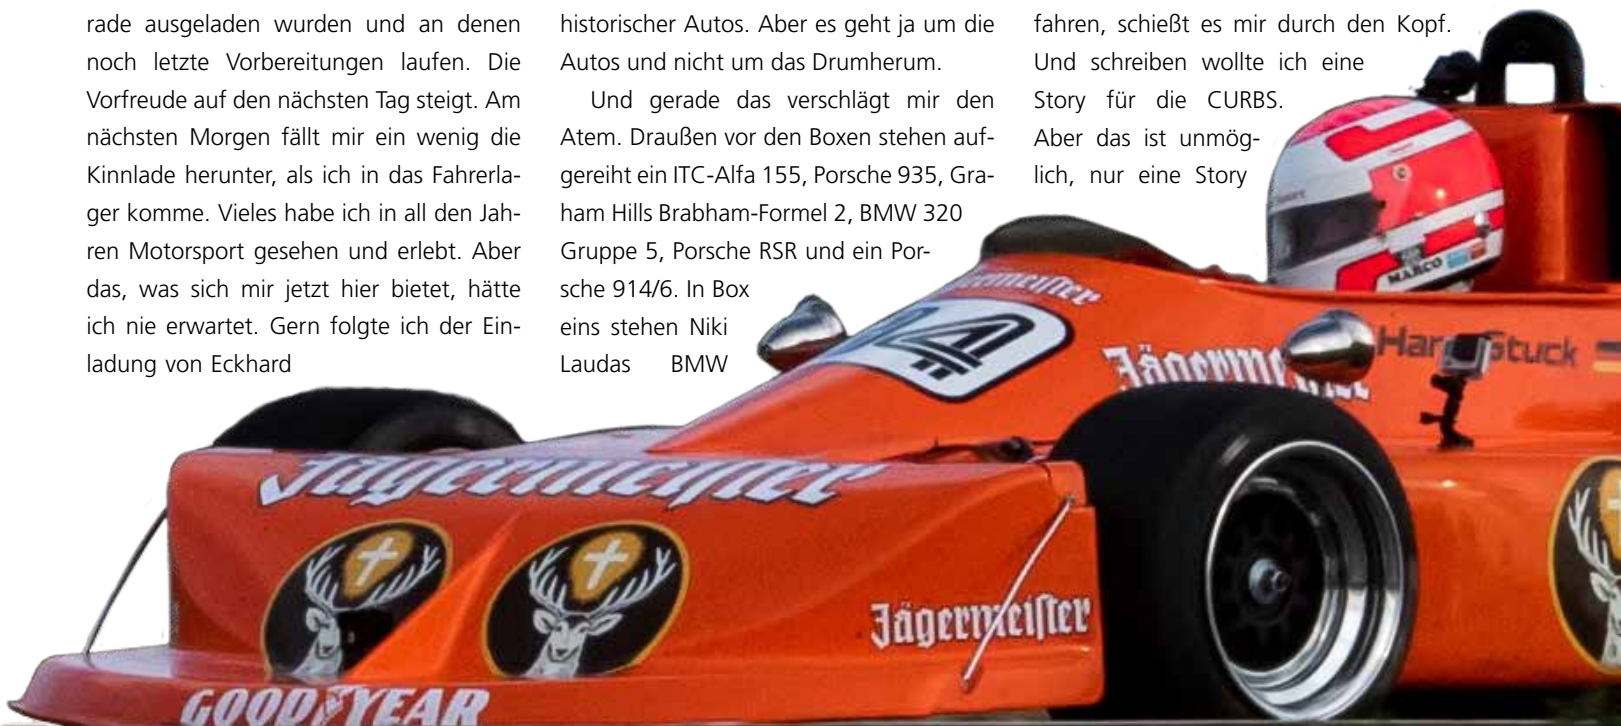 rade ausgeladen wurden und an denen
noch letzte Vorbereitungen laufen. Die
Vorfreude auf den nächsten Tag steigt. Am
nächsten Morgen fällt mir ein wenig die
Kinnlade herunter, als ich in das Fahrerla-
ger komme. Vieles habe ich in all den Jah-
ren Motorsport gesehen und erlebt. Aber
das, was sich mir jetzt hier bietet, hätte
ich nie erwartet. Gern folgte ich der Ein-
ladung von Eckhard
historischer Autos. Aber es geht ja um die
Autos und nicht um das Drumherum.
Und gerade das verschlägt mir den
Atem. Draußen vor den Boxen stehen auf-
gereiht ein ITC-Alfa 155, Porsche 935, Gra-
ham Hills Brabham-Formel 2, BMW 320
Gruppe 5, Porsche RSR und ein Por-
sche 914/6. In Box
eins stehen Niki
Laudas BMW
fahren, schießt es mir durch den Kopf.
Und schreiben wollte ich eine
Story für die CURBS.
Aber das ist unmög-
lich, nur eine Story
MARCO
34
Stuck
Jägermeiſter
Jägermeiſter
GOODYEAR